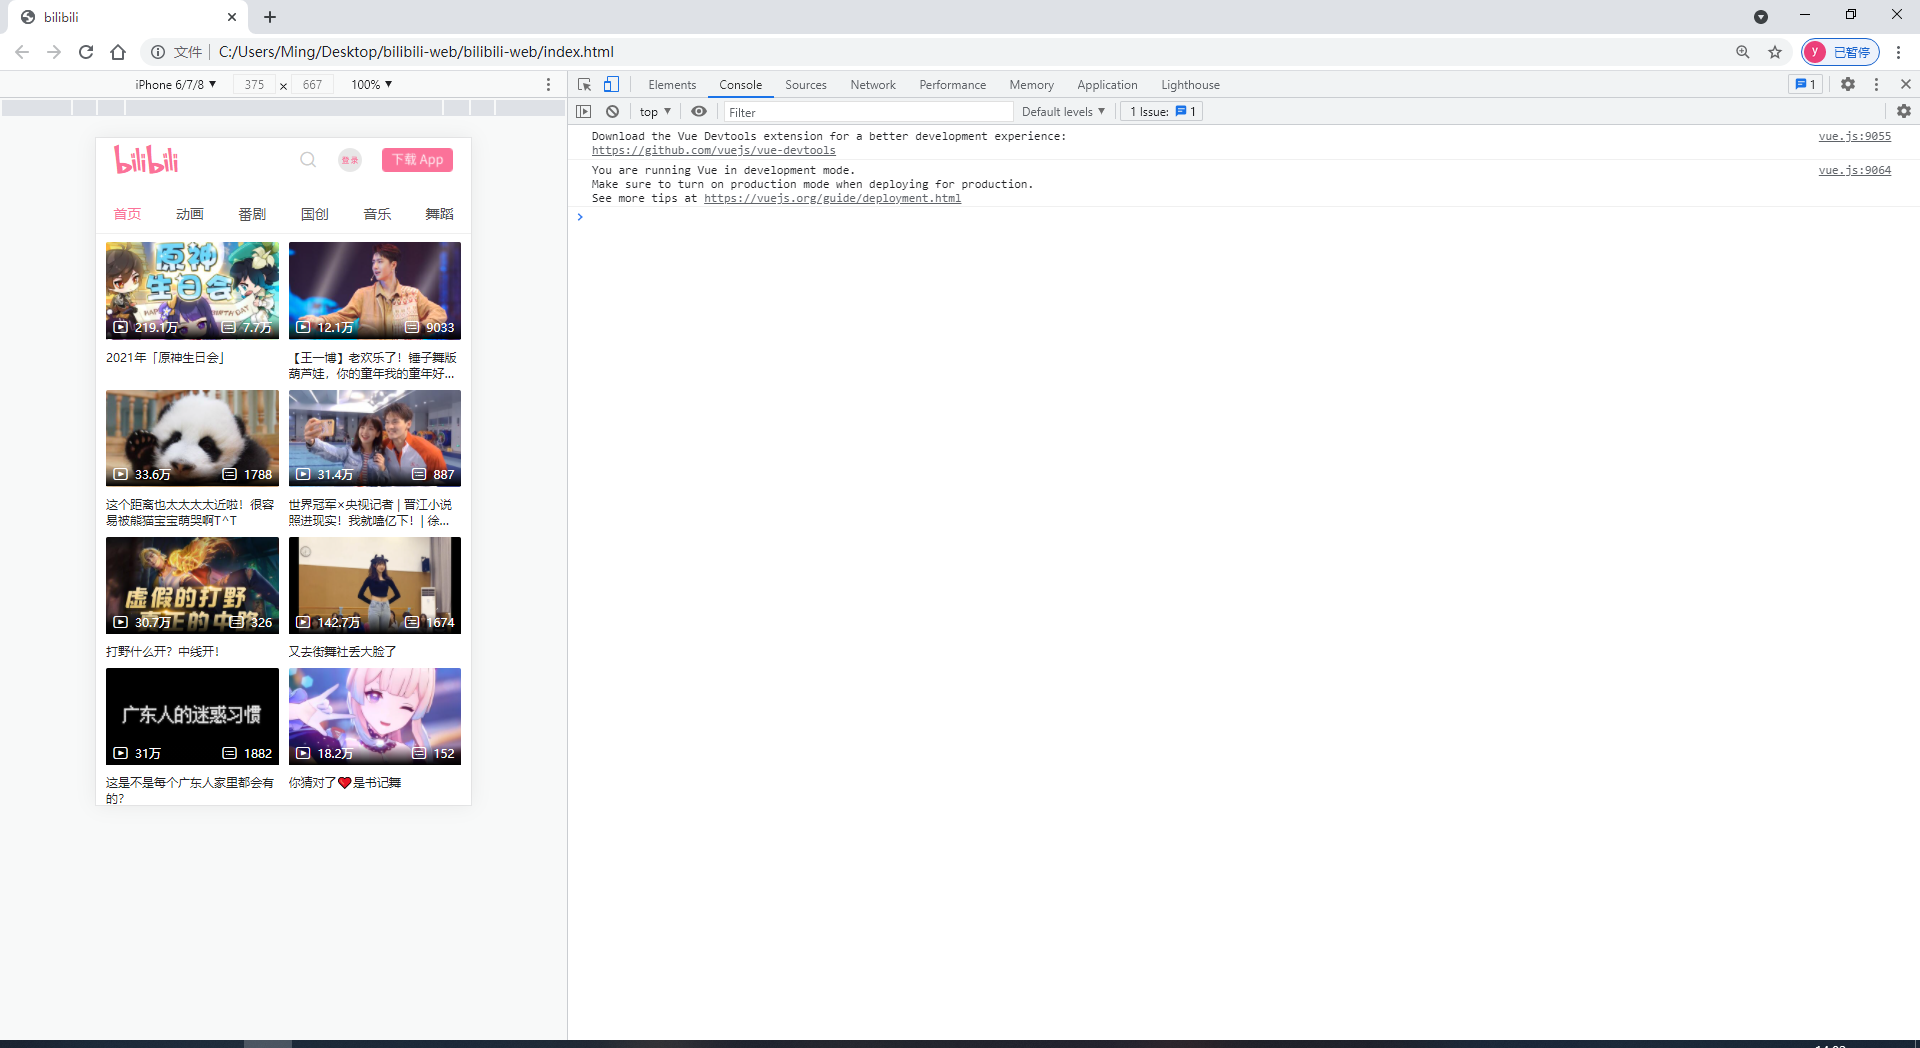 bilibili
文件
C:/Users/Ming/Desktop/bilibili-web/bilibili-web/index.html
y
已暂停
iPhone 6/7/8 ▼
375 × 667
100% ▼
bilibili
登录
下载 App
首页 动画 番剧 国创 音乐 舞蹈
原神
生日会
219.1万 7.7万
12.1万 9033
2021年「原神生日会」
【王一博】老欢乐了！锤子舞版
葫芦娃，你的童年我的童年好...
33.6万 1788
31.4万 887
这个距离也太太太太近啦！很容
易被熊猫宝宝萌哭啊T^T
世界冠军×央视记者 | 晋江小说
照进现实！我就嗑亿下！| 徐...
虚假的打野
真正的中路
30.7万 326
142.7万 1674
打野什么开？中线开！
又去街舞社丢大脸了
广东人的迷惑习惯
31万 1882
18.2万 152
这是不是每个广东人家里都会有
的？
你猜对了❤是书记舞
Elements Console Sources Network Performance Memory Application Lighthouse
1
top ▼
Filter
Default levels ▼
1 Issue: 1
Download the Vue Devtools extension for a better development experience:
https://github.com/vuejs/vue-devtools
vue.js:9055
You are running Vue in development mode.
Make sure to turn on production mode when deploying for production.
See more tips at https://vuejs.org/guide/deployment.html
vue.js:9064